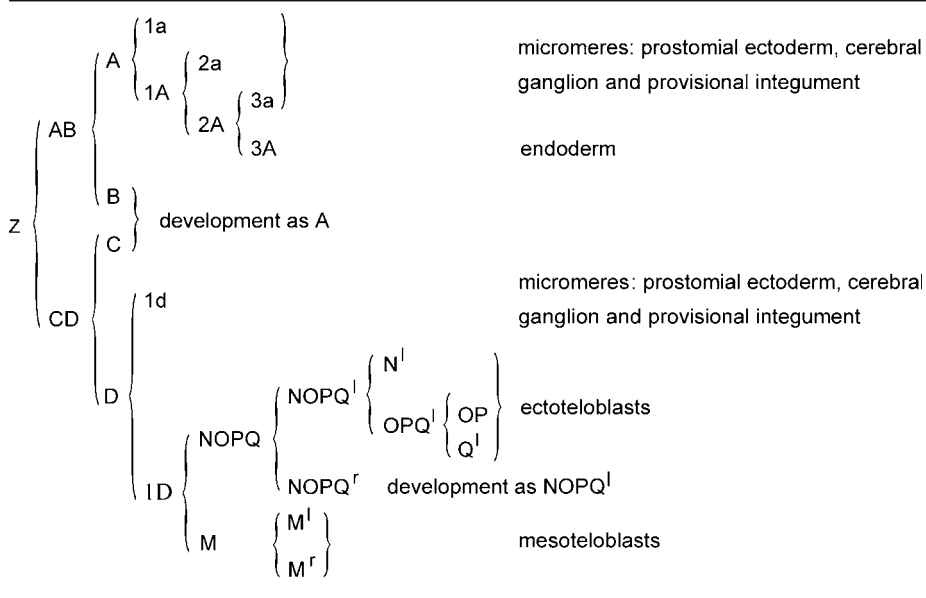 1a
A
micromeres: prostomial ectoderm, cerebral
2a
ganglion and provisional integument
1A
3a
AB
2A
3A
endoderm
B
Z
development as A
C
micromeres: prostomial ectoderm, cerebral
1d
CD
ganglion and provisional integument
N^l
NOPQ^l
D
OP
ectoteloblasts
OPQ^l
NOPQ
Q^l
1D
NOPQ^r development as NOPQ^l
M^l
M
mesoteloblasts
M^r